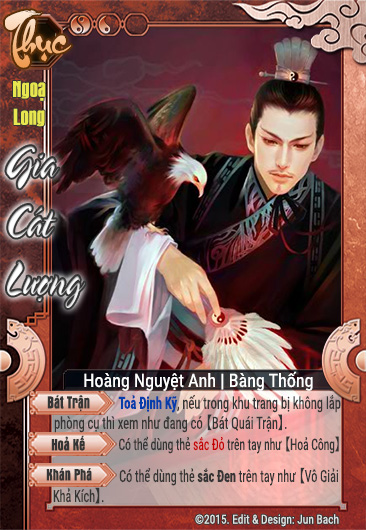 Thục
Ngoạ
Long
Gia
Cát
Lượng
Hoàng Nguyệt Anh | Bàng Thống
Bát Trận
Toả Định Kỹ, nếu trong khu trang bị không lắp
phòng cụ thì xem như đang có【Bát Quái Trận】.
Hoả Kế
Có thể dùng thẻ sắc Đỏ trên tay như【Hoả Công】
Khán Phá
Có thể dùng thẻ sắc Đen trên tay như【Vô Giải
Khả Kích】.
©2015. Edit & Design: Jun Bach